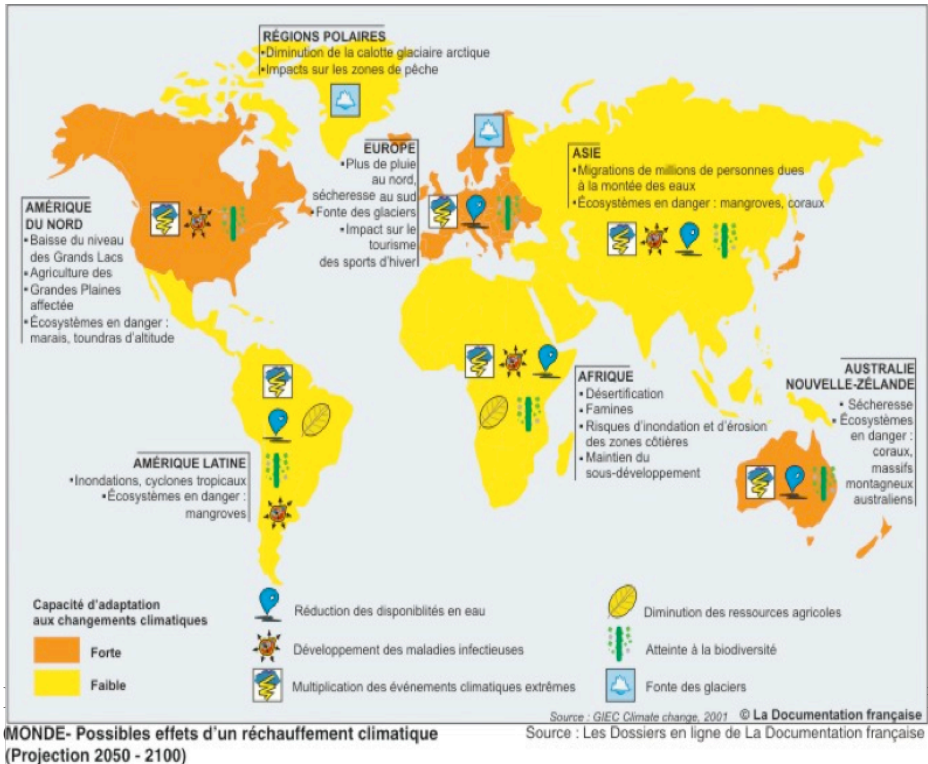 RÉGIONS POLAIRES
▪Diminution de la calotte glaciaire arctique
▪Impacts sur les zones de pêche
EUROPE
▪Plus de pluie
au nord,
sécheresse au sud
▪Fonte des glaciers
▪Impact sur le
tourisme
des sports d'hiver
ASIE
▪Migrations de millions de personnes dues
à la montée des eaux
▪Écosystèmes en danger : mangroves, coraux
AMÉRIQUE
DU NORD
▪Baisse du niveau
des Grands Lacs
▪Agriculture des
▪Grandes Plaines
affectée
▪Écosystèmes en danger :
marais, toundras d'altitude
AFRIQUE
▪Désertification
▪Famines
▪Risques d'inondation et d'érosion
des zones côtières
▪Maintien du
sous-développement
AUSTRALIE
NOUVELLE-ZÉLANDE
▪Sécheresse
▪Écosystèmes
en danger :
coraux,
massifs
montagneux
australiens
AMÉRIQUE LATINE
▪Inondations, cyclones tropicaux
▪Écosystèmes en danger :
mangroves
Capacité d'adaptation
aux changements climatiques
Forte
Faible
Réduction des disponiblités en eau
Développement des maladies infectieuses
Multiplication des événements climatiques extrêmes
Diminution des ressources agricoles
Atteinte à la biodiversité
Fonte des glaciers
Source : GIEC Climate change, 2001 © La Documentation française
MONDE- Possibles effets d'un réchauffement climatique
(Projection 2050 - 2100)
Source : Les Dossiers en ligne de La Documentation française